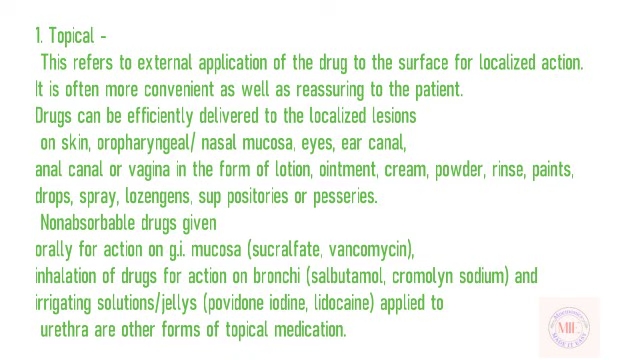 1. Topical -
This refers to external application of the drug to the surface for localized action.
It is often more convenient as well as reassuring to the patient.
Drugs can be efficiently delivered to the localized lesions
on skin, oropharyngeal/ nasal mucosa, eyes, ear canal,
anal canal or vagina in the form of lotion, ointment, cream, powder, rinse, paints,
drops, spray, lozengens, sup positories or pesseries.
Nonabsorbable drugs given
orally for action on g.i. mucosa (sucralfate, vancomycin),
inhalation of drugs for action on bronchi (salbutamol, cromolyn sodium) and
irrigating solutions/jellys (povidone iodine, lidocaine) applied to
urethra are other forms of topical medication.
MIE
MADE IT EASY